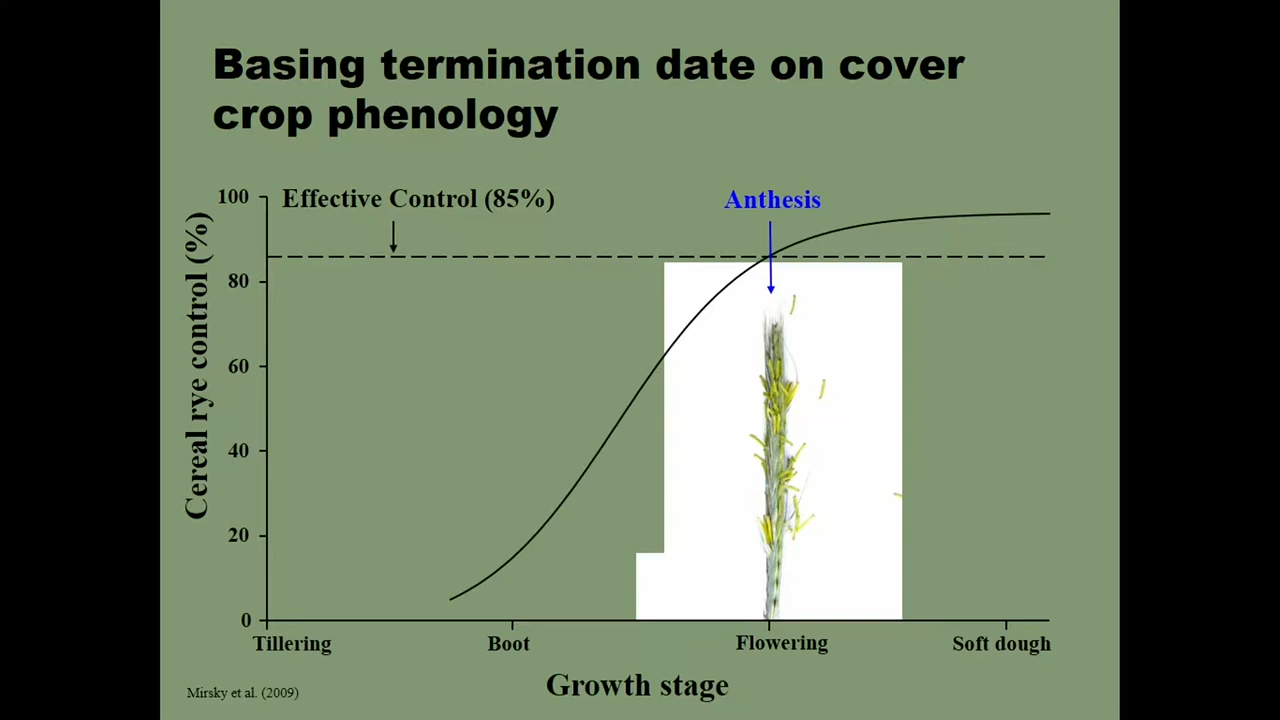 Basing termination date on cover
crop phenology
Effective Control (85%)
Anthesis
Cereal rye control (%)
100
80
60
40
20
0
Tillering
Boot
Flowering
Soft dough
Growth stage
Mirsky et al. (2009)